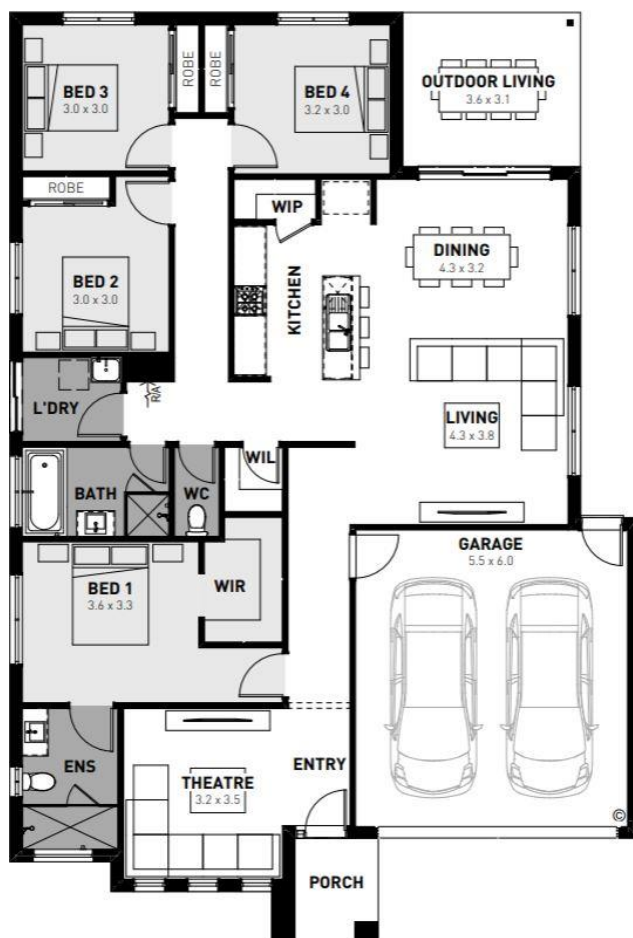 BED 3
3.0 x 3.0
ROBE
ROBE
BED 4
3.2 x 3.0
OUTDOOR LIVING
3.6 x 3.1
ROBE
WIP
BED 2
3.0 x 3.0
KITCHEN
DINING
4.3 x 3.2
L'DRY
R/A
LIVING
4.3 x 3.8
BATH
WC
WIL
GARAGE
5.5 x 6.0
BED 1
3.6 x 3.3
WIR
ENS
THEATRE
3.2 x 3.5
ENTRY
©
PORCH